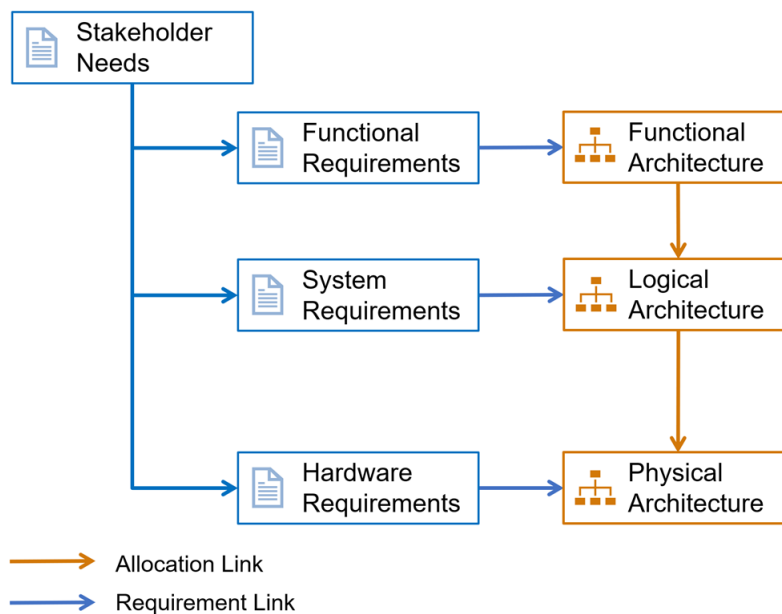 Stakeholder
Needs
Functional
Requirements
Functional
Architecture
System
Requirements
Logical
Architecture
Hardware
Requirements
Physical
Architecture
Allocation Link
Requirement Link